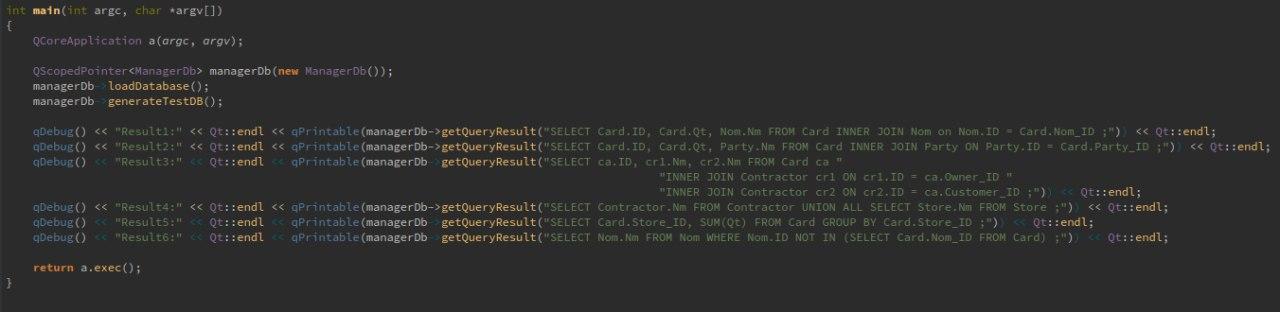 int main(int argc, char *argv[])
{
    QCoreApplication a(argc, argv);

    QScopedPointer<ManagerDb> managerDb(new ManagerDb());
    managerDb->loadDatabase();
    managerDb->generateTestDB();

    qDebug() << "Result1:" << Qt::endl << qPrintable(managerDb->getQueryResult("SELECT Card.ID, Card.Qt, Nom.Nm FROM Card INNER JOIN Nom on Nom.ID = Card.Nom_ID ;")) << Qt::endl;
    qDebug() << "Result2:" << Qt::endl << qPrintable(managerDb->getQueryResult("SELECT Card.ID, Card.Qt, Party.Nm FROM Card INNER JOIN Party ON Party.ID = Card.Party_ID ;")) << Qt::endl;
    qDebug() << "Result3:" << Qt::endl << qPrintable(managerDb->getQueryResult("SELECT ca.ID, cr1.Nm, cr2.Nm FROM Card ca "
                                                                               "INNER JOIN Contractor cr1 ON cr1.ID = ca.Owner_ID "
                                                                               "INNER JOIN Contractor cr2 ON cr2.ID = ca.Customer_ID ;")) << Qt::endl;
    qDebug() << "Result4:" << Qt::endl << qPrintable(managerDb->getQueryResult("SELECT Contractor.Nm FROM Contractor UNION ALL SELECT Store.Nm FROM Store ;")) << Qt::endl;
    qDebug() << "Result5:" << Qt::endl << qPrintable(managerDb->getQueryResult("SELECT Card.Store_ID, SUM(Qt) FROM Card GROUP BY Card.Store_ID ;")) << Qt::endl;
    qDebug() << "Result6:" << Qt::endl << qPrintable(managerDb->getQueryResult("SELECT Nom.Nm FROM Nom WHERE Nom.ID NOT IN (SELECT Card.Nom_ID FROM Card) ;")) << Qt::endl;

    return a.exec();
}